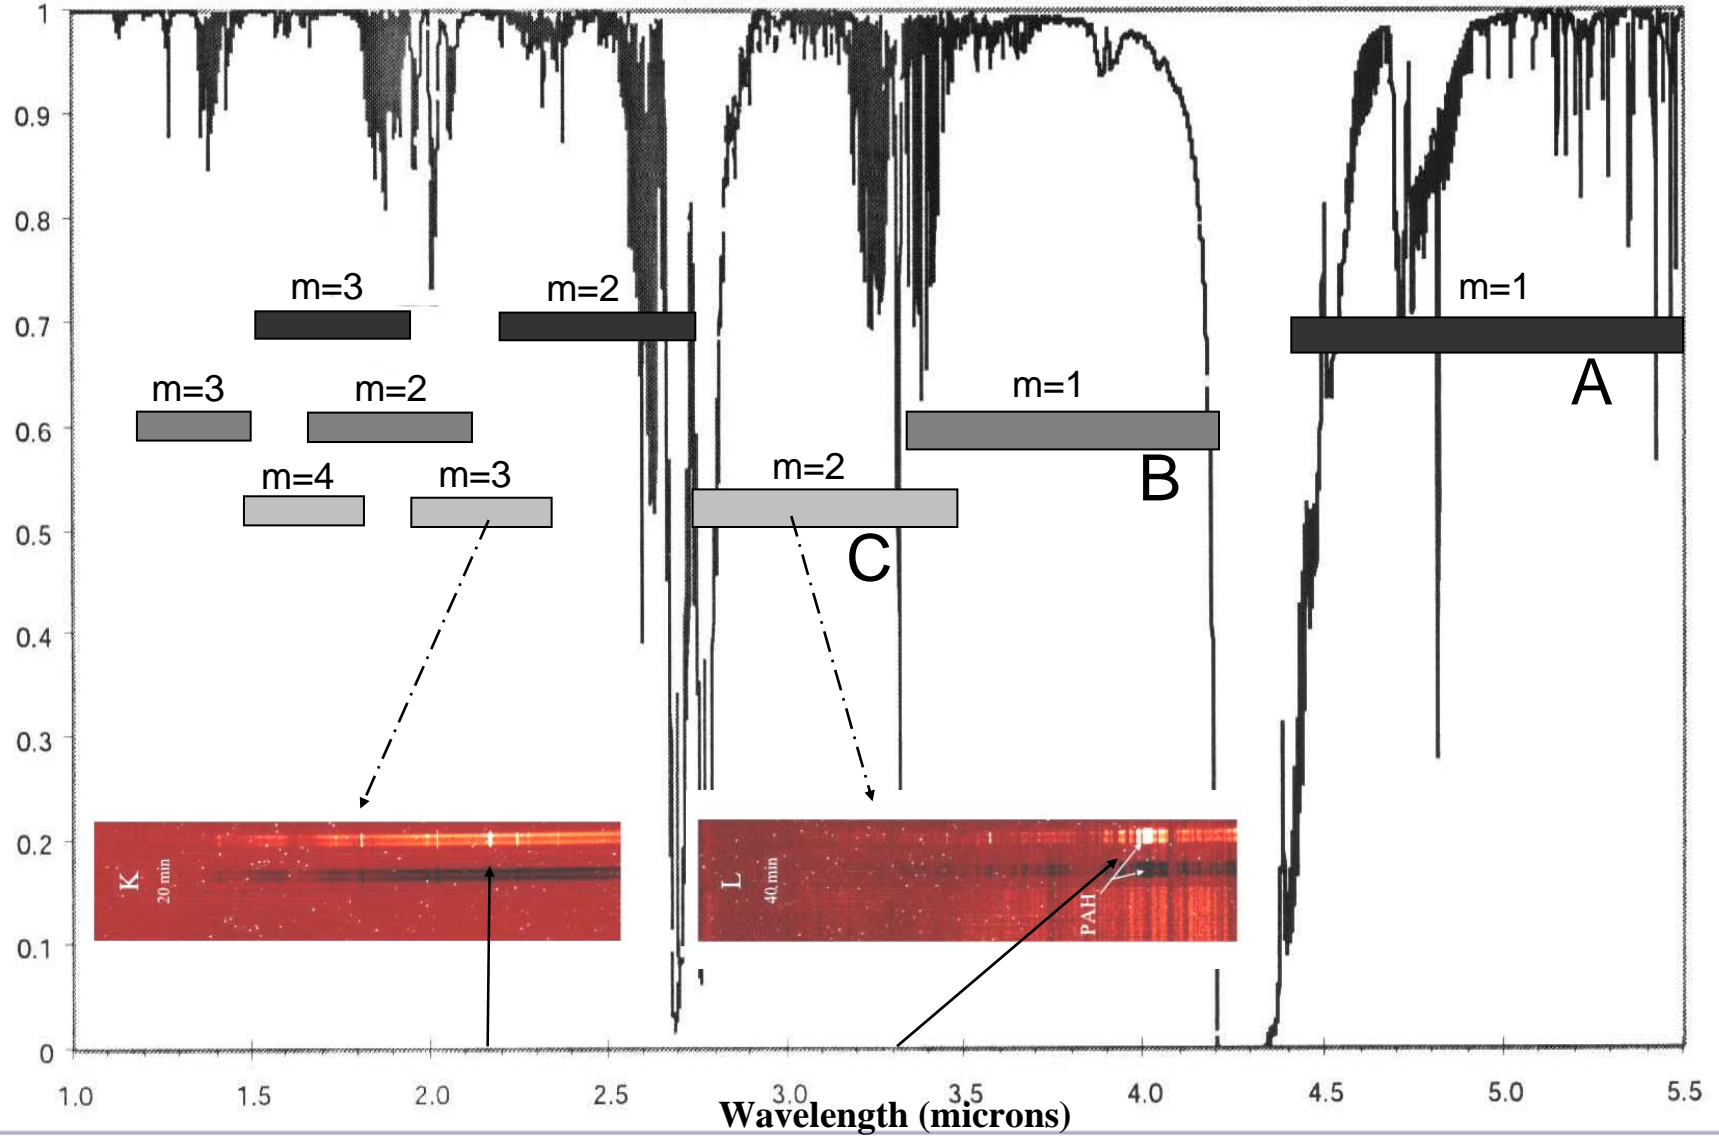 1
0.9
0.8
0.7
0.6
0.5
0.4
0.3
0.2
0.1
0
m=3
m=2
m=1
A
m=3
m=2
m=1
B
m=4
m=3
m=2
C
K
20 min
L
40 min
PAH
1.0
1.5
2.0
2.5
3.0
3.5
4.0
4.5
5.0
5.5
Wavelength (microns)